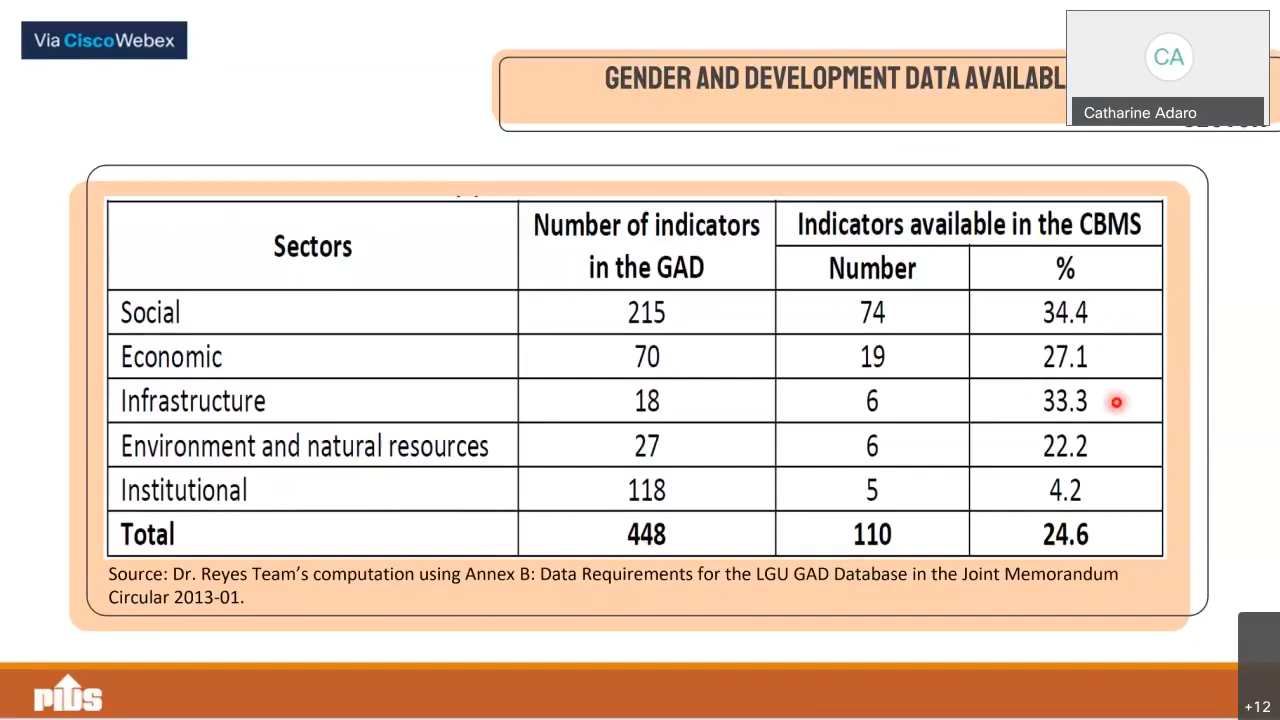 Via CiscoWebex
CA
Catharine Adaro
GENDER AND DEVELOPMENT DATA AVAILABL
Sectors
Number of indicators
in the GAD
Indicators available in the CBMS
Number
%
Social 215 74 34.4
Economic 70 19 27.1
Infrastructure 18 6 33.3
Environment and natural resources 27 6 22.2
Institutional 118 5 4.2
Total 448 110 24.6
Source: Dr. Reyes Team’s computation using Annex B: Data Requirements for the LGU GAD Database in the Joint Memorandum
Circular 2013-01.
+12